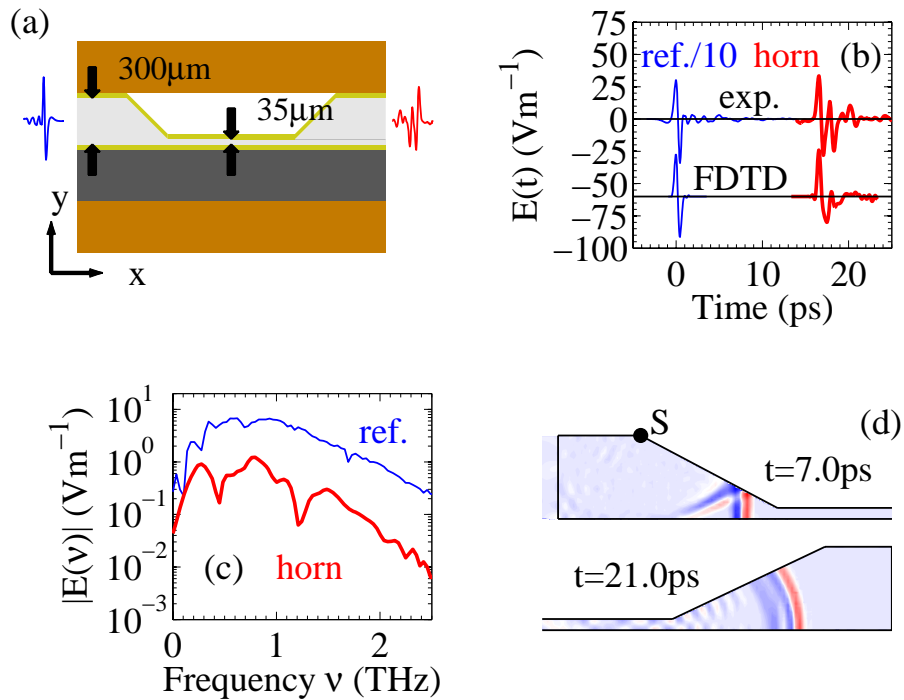 (a)
300μm
35μm
y
x
(b)
ref./10 horn
exp.
FDTD
E(t) (Vm⁻¹)
75
50
25
0
−25
−50
−75
−100
0 10 20
Time (ps)
(c)
ref.
horn
|E(ν)| (Vm⁻¹)
10¹
10⁰
10⁻¹
10⁻²
10⁻³
0 1 2
Frequency ν (THz)
(d)
S
t=7.0ps
t=21.0ps